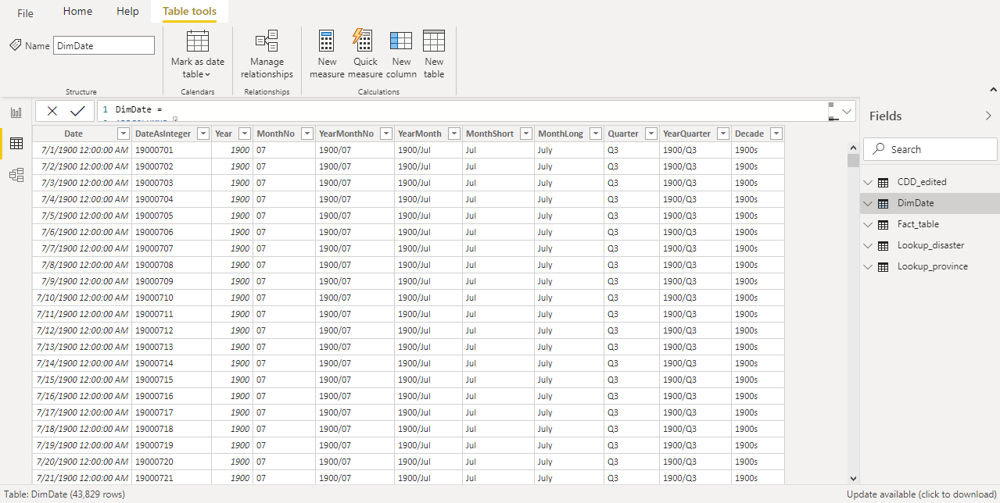 File Home Help Table tools
Name DimDate
Mark as date table
Manage relationships
New measure
Quick measure
New column
New table
Structure Calendars Relationships Calculations
1 DimDate =
Fields
Search
CDD_edited
DimDate
Fact_table
Lookup_disaster
Lookup_province
Date DateAsInteger Year MonthNo YearMonthNo YearMonth MonthShort MonthLong Quarter YearQuarter Decade
7/1/1900 12:00:00 AM 19000701 1900 07 1900/07 1900/Jul Jul July Q3 1900/Q3 1900s
7/2/1900 12:00:00 AM 19000702 1900 07 1900/07 1900/Jul Jul July Q3 1900/Q3 1900s
7/3/1900 12:00:00 AM 19000703 1900 07 1900/07 1900/Jul Jul July Q3 1900/Q3 1900s
7/4/1900 12:00:00 AM 19000704 1900 07 1900/07 1900/Jul Jul July Q3 1900/Q3 1900s
7/5/1900 12:00:00 AM 19000705 1900 07 1900/07 1900/Jul Jul July Q3 1900/Q3 1900s
7/6/1900 12:00:00 AM 19000706 1900 07 1900/07 1900/Jul Jul July Q3 1900/Q3 1900s
7/7/1900 12:00:00 AM 19000707 1900 07 1900/07 1900/Jul Jul July Q3 1900/Q3 1900s
7/8/1900 12:00:00 AM 19000708 1900 07 1900/07 1900/Jul Jul July Q3 1900/Q3 1900s
7/9/1900 12:00:00 AM 19000709 1900 07 1900/07 1900/Jul Jul July Q3 1900/Q3 1900s
7/10/1900 12:00:00 AM 19000710 1900 07 1900/07 1900/Jul Jul July Q3 1900/Q3 1900s
7/11/1900 12:00:00 AM 19000711 1900 07 1900/07 1900/Jul Jul July Q3 1900/Q3 1900s
7/12/1900 12:00:00 AM 19000712 1900 07 1900/07 1900/Jul Jul July Q3 1900/Q3 1900s
7/13/1900 12:00:00 AM 19000713 1900 07 1900/07 1900/Jul Jul July Q3 1900/Q3 1900s
7/14/1900 12:00:00 AM 19000714 1900 07 1900/07 1900/Jul Jul July Q3 1900/Q3 1900s
7/15/1900 12:00:00 AM 19000715 1900 07 1900/07 1900/Jul Jul July Q3 1900/Q3 1900s
7/16/1900 12:00:00 AM 19000716 1900 07 1900/07 1900/Jul Jul July Q3 1900/Q3 1900s
7/17/1900 12:00:00 AM 19000717 1900 07 1900/07 1900/Jul Jul July Q3 1900/Q3 1900s
7/18/1900 12:00:00 AM 19000718 1900 07 1900/07 1900/Jul Jul July Q3 1900/Q3 1900s
7/19/1900 12:00:00 AM 19000719 1900 07 1900/07 1900/Jul Jul July Q3 1900/Q3 1900s
7/20/1900 12:00:00 AM 19000720 1900 07 1900/07 1900/Jul Jul July Q3 1900/Q3 1900s
7/21/1900 12:00:00 AM 19000721 1900 07 1900/07 1900/Jul Jul July Q3 1900/Q3 1900s
Table: DimDate (43,829 rows) Update available (click to download)